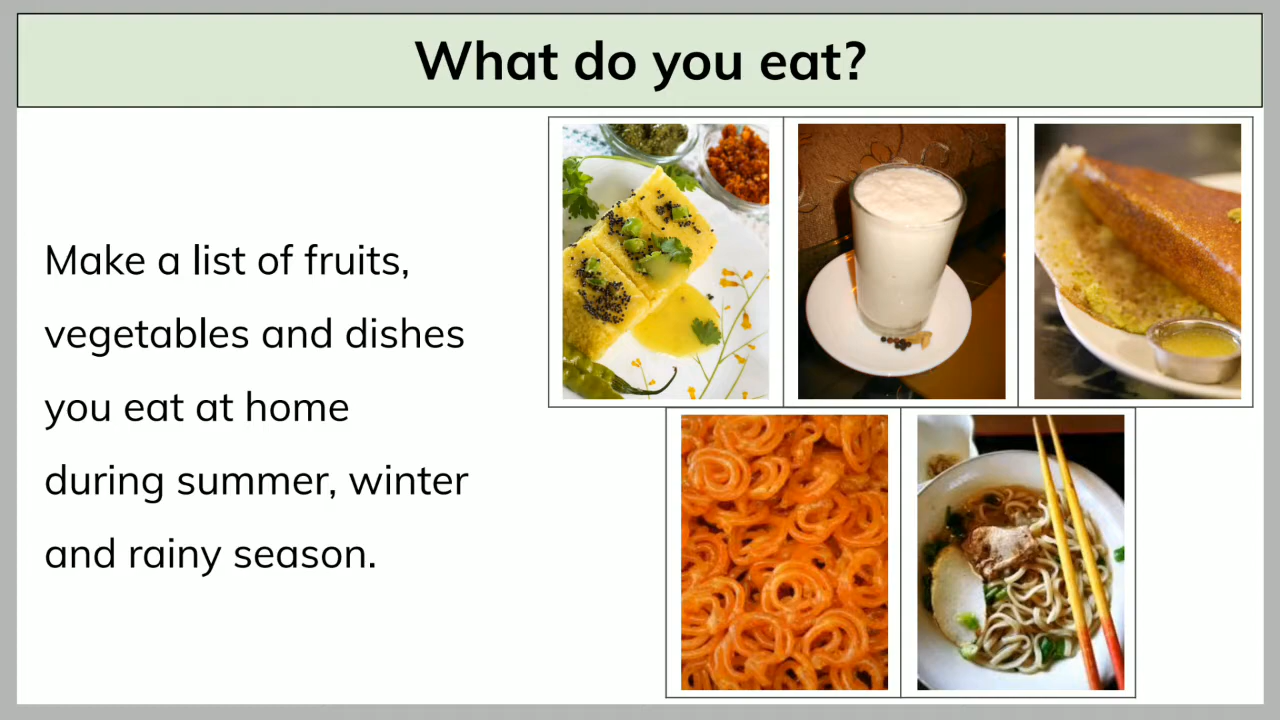 What do you eat?
Make a list of fruits,
vegetables and dishes
you eat at home
during summer, winter
and rainy season.